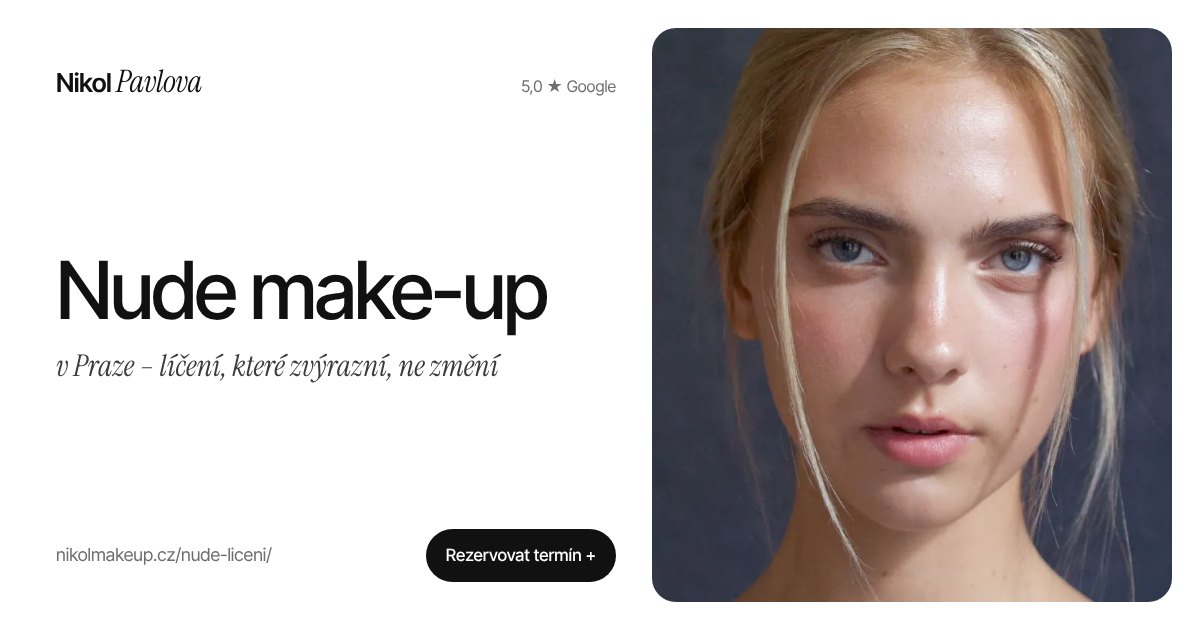 Nikol Pavlova
5,0 ★ Google
Nude make-up
v Praze – líčení, které zvýrazní, ne změní
nikolmakeup.cz/nude-liceni/
Rezervovat termín +